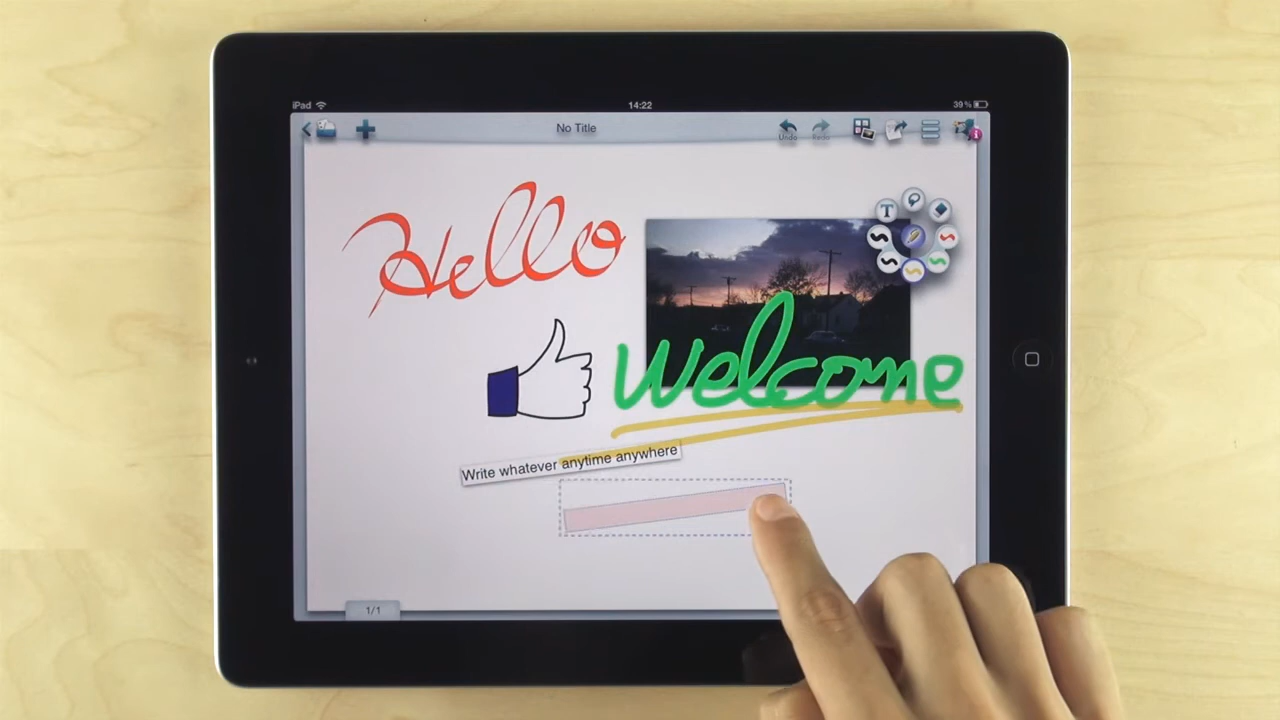 iPad 14:22 39 %
No Title Undo Redo
T
Hello
Welcome
Write whatever anytime anywhere
1/1